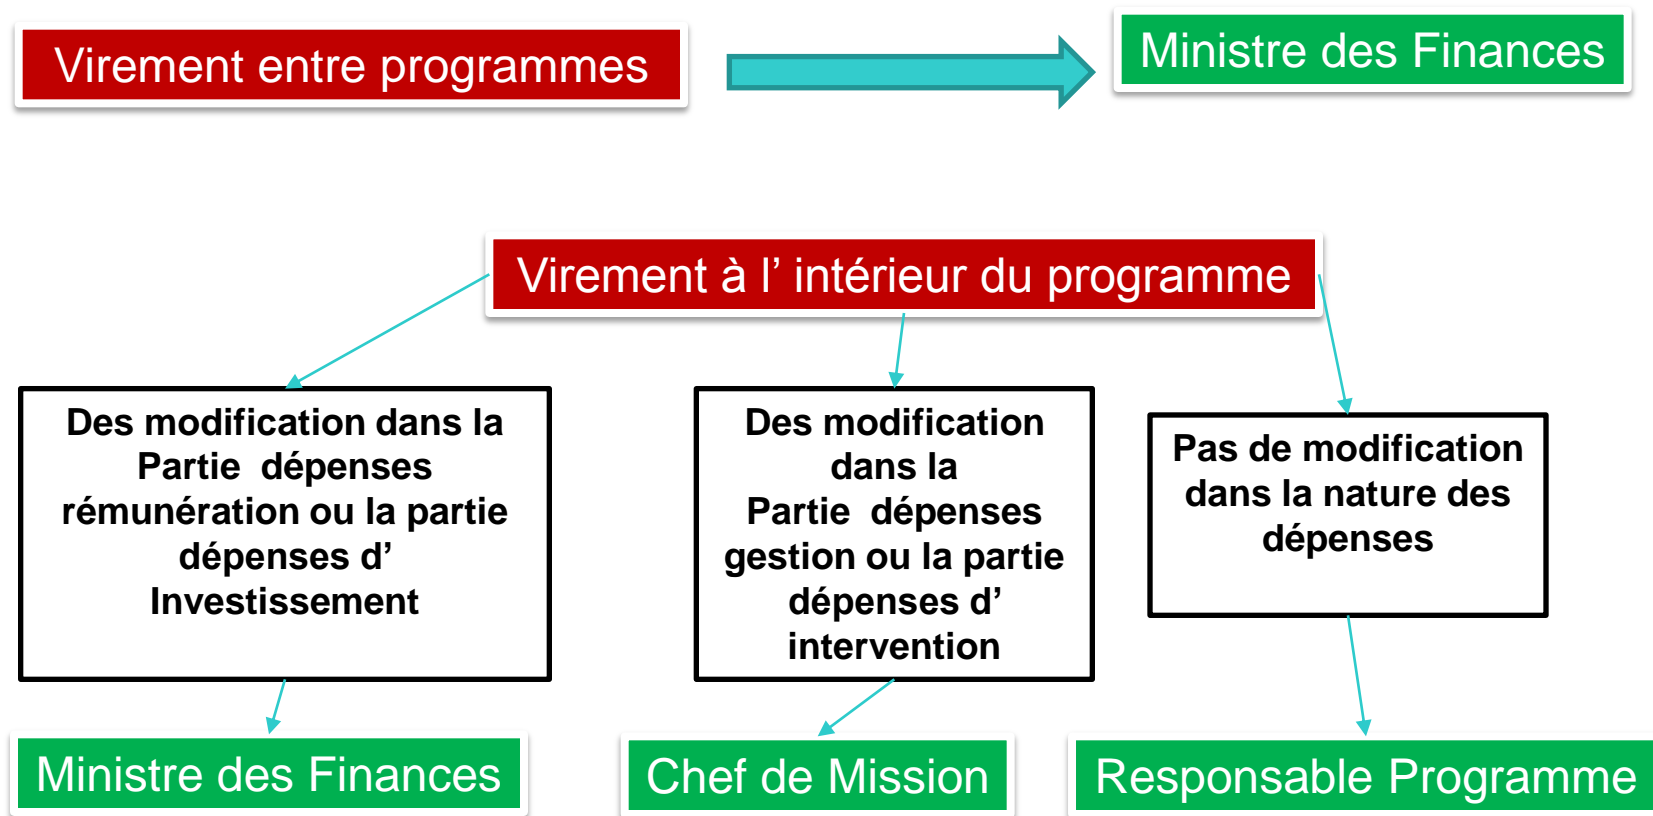 Virement entre programmes
Ministre des Finances
Virement à l’ intérieur du programme
Des modification dans la
Partie dépenses
rémunération ou la partie
dépenses d’
Investissement
Des modification
dans la
Partie dépenses
gestion ou la partie
dépenses d’
intervention
Pas de modification
dans la nature des
dépenses
Ministre des Finances
Chef de Mission
Responsable Programme